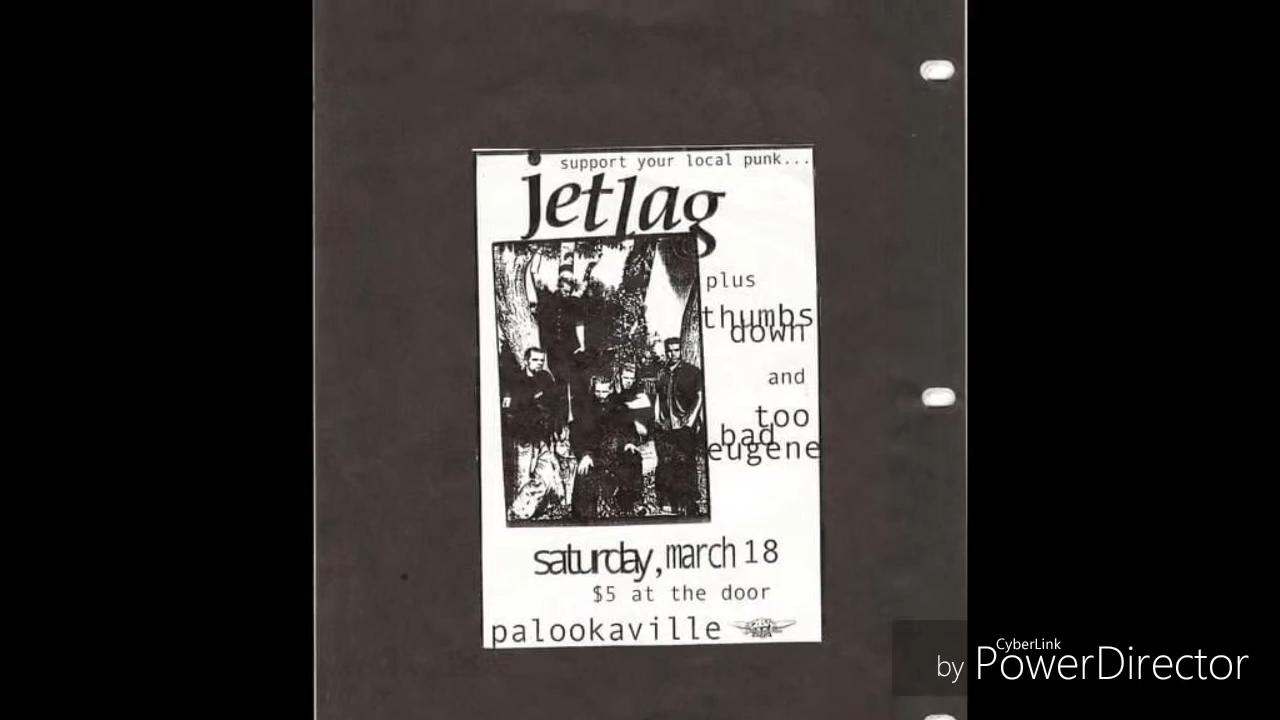 support your local punk...
jetlag
plus
thumbs
down
and
too
bad
eugene
saturday, march 18
$5 at the door
palookaville
CyberLink
by PowerDirector